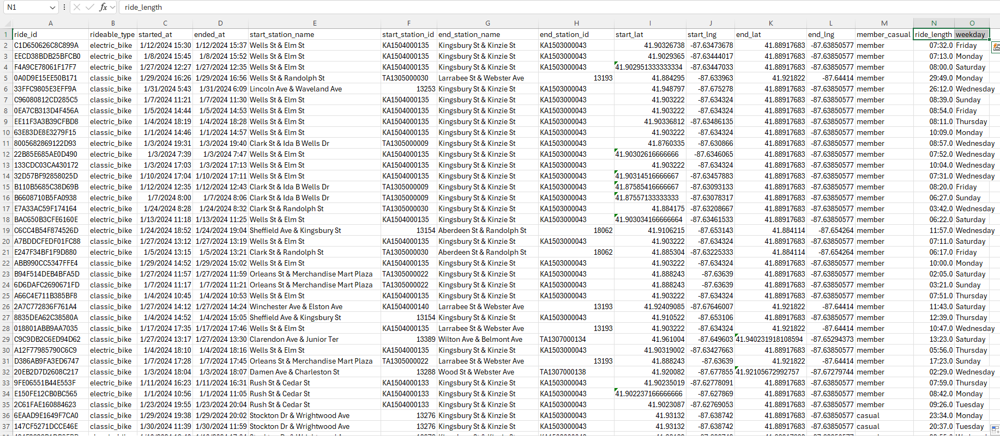 N1 fx ride_length
A B C D E F G H I J K L M N O
1 ride_id rideable_type started_at ended_at start_station_name start_station_id end_station_name end_station_id start_lat start_lng end_lat end_lng member_casual ride_length weekday
2 C1D650626C8C899A electric_bike 1/12/2024 15:30 1/12/2024 15:37 Wells St & Elm St KA1504000135 Kingsbury St & Kinzie St KA1503000043 41.90326738 -87.63473678 41.88917683 -87.63850577 member 07:32.0 Friday
3 EECD38BDB25BFCB0 electric_bike 1/8/2024 15:45 1/8/2024 15:52 Wells St & Elm St KA1504000135 Kingsbury St & Kinzie St KA1503000043 41.9029365 -87.63444017 41.88917683 -87.63850577 member 07:13.0 Monday
4 F4A9CE78061F17F7 electric_bike 1/27/2024 12:27 1/27/2024 12:35 Wells St & Elm St KA1504000135 Kingsbury St & Kinzie St KA1503000043 41.902951333333334 -87.63447033 41.88917683 -87.63850577 member 08:00.0 Saturday
5 0A0D9E15EE50B171 classic_bike 1/29/2024 16:26 1/29/2024 16:56 Wells St & Randolph St TA1305000030 Larrabee St & Webster Ave 13193 41.884295 -87.633963 41.921822 -87.64414 member 29:49.0 Monday
6 33FFC9805E3EFF9A classic_bike 1/31/2024 5:43 1/31/2024 6:09 Lincoln Ave & Waveland Ave 13253 Kingsbury St & Kinzie St KA1503000043 41.948797 -87.675278 41.88917683 -87.63850577 member 26:12.0 Wednesday
7 C96080812CD285C5 classic_bike 1/7/2024 11:21 1/7/2024 11:30 Wells St & Elm St KA1504000135 Kingsbury St & Kinzie St KA1503000043 41.903222 -87.634324 41.88917683 -87.63850577 member 08:39.0 Sunday
8 0EA7CB313D4F456A classic_bike 1/5/2024 14:44 1/5/2024 14:53 Wells St & Elm St KA1504000135 Kingsbury St & Kinzie St KA1503000043 41.903222 -87.634324 41.88917683 -87.63850577 member 08:54.0 Friday
9 EE11F3A3B39CFBD8 electric_bike 1/4/2024 18:19 1/4/2024 18:28 Wells St & Elm St KA1504000135 Kingsbury St & Kinzie St KA1503000043 41.90336812 -87.63486135 41.88917683 -87.63850577 member 08:11.0 Thursday
10 63E83DE8E3279F15 classic_bike 1/1/2024 14:46 1/1/2024 14:57 Wells St & Elm St KA1504000135 Kingsbury St & Kinzie St KA1503000043 41.903222 -87.634324 41.88917683 -87.63850577 member 10:09.0 Monday
11 8005682869122D93 electric_bike 1/3/2024 19:31 1/3/2024 19:40 Clark St & Ida B Wells Dr TA1305000009 Kingsbury St & Kinzie St KA1503000043 41.8760335 -87.630866 41.88917683 -87.63850577 member 08:57.0 Wednesday
12 22B85E685AE0D490 electric_bike 1/3/2024 7:39 1/3/2024 7:47 Wells St & Elm St KA1504000135 Kingsbury St & Kinzie St KA1503000043 41.90302616666666 -87.6346065 41.88917683 -87.63850577 member 07:52.0 Wednesday
13 133CDC03CA430172 classic_bike 1/3/2024 17:03 1/3/2024 17:13 Wells St & Elm St KA1504000135 Kingsbury St & Kinzie St KA1503000043 41.903222 -87.634324 41.88917683 -87.63850577 member 10:04.0 Wednesday
14 32D57BF92858025D electric_bike 1/10/2024 17:04 1/10/2024 17:11 Wells St & Elm St KA1504000135 Kingsbury St & Kinzie St KA1503000043 41.90314516666667 -87.63457883 41.88917683 -87.63850577 member 07:31.0 Wednesday
15 B110B5685C38D69B electric_bike 1/12/2024 12:35 1/12/2024 12:43 Clark St & Ida B Wells Dr TA1305000009 Kingsbury St & Kinzie St KA1503000043 41.87585416666667 -87.63093133 41.88917683 -87.63850577 member 08:20.0 Friday
16 B6608710B5FA0938 electric_bike 1/7/2024 8:00 1/7/2024 8:06 Clark St & Ida B Wells Dr TA1305000009 Kingsbury St & Kinzie St KA1503000043 41.87557133333333 -87.63078317 41.88917683 -87.63850577 member 06:27.0 Sunday
17 E7A33AC59F174164 electric_bike 1/24/2024 8:28 1/24/2024 8:32 Clark St & Randolph St TA1305000030 Kingsbury St & Kinzie St KA1503000043 41.884175 -87.63208667 41.88917683 -87.63850577 member 03:42.0 Wednesday
18 BAC650B3CFE6160E electric_bike 1/13/2024 11:18 1/13/2024 11:25 Wells St & Elm St KA1504000135 Kingsbury St & Kinzie St KA1503000043 41.903034166666664 -87.63461533 41.88917683 -87.63850577 member 06:22.0 Saturday
19 C6CC4B54F874526D electric_bike 1/24/2024 18:52 1/24/2024 19:04 Sheffield Ave & Kingsbury St 13154 Aberdeen St & Randolph St 18062 41.9106215 -87.653143 41.884114 -87.654264 member 11:57.0 Wednesday
20 A7BDDCFEDF01FC88 classic_bike 1/27/2024 13:12 1/27/2024 13:19 Wells St & Elm St KA1504000135 Kingsbury St & Kinzie St KA1503000043 41.903222 -87.634324 41.88917683 -87.63850577 member 07:11.0 Saturday
21 E247F34BF1F9D880 electric_bike 1/5/2024 13:15 1/5/2024 13:21 Clark St & Randolph St TA1305000030 Aberdeen St & Randolph St 18062 41.885304 -87.63225333 41.884114 -87.654264 member 06:17.0 Friday
22 ABB990CC5347FFE4 classic_bike 1/29/2024 14:52 1/29/2024 15:02 Wells St & Elm St KA1504000135 Kingsbury St & Kinzie St KA1503000043 41.903222 -87.634324 41.88917683 -87.63850577 member 10:00.0 Monday
23 B94F514DEB4BFA5D classic_bike 1/27/2024 11:57 1/27/2024 11:59 Orleans St & Merchandise Mart Plaza TA1305000022 Kingsbury St & Kinzie St KA1503000043 41.888243 -87.63639 41.88917683 -87.63850577 member 02:05.0 Saturday
24 6D6DAFC2690671FD classic_bike 1/7/2024 11:17 1/7/2024 11:21 Orleans St & Merchandise Mart Plaza TA1305000022 Kingsbury St & Kinzie St KA1503000043 41.888243 -87.63639 41.88917683 -87.63850577 member 03:21.0 Sunday
25 A66C4E711B385BF8 classic_bike 1/4/2024 10:45 1/4/2024 10:53 Wells St & Elm St KA1504000135 Kingsbury St & Kinzie St KA1503000043 41.903222 -87.634324 41.88917683 -87.63850577 member 07:51.0 Thursday
26 2A7C772836F761A4 classic_bike 1/27/2024 14:12 1/27/2024 14:24 Winchester Ave & Elston Ave KA1504000140 Larrabee St & Webster Ave 13193 41.92409085 -87.67646007 41.921822 -87.64414 member 11:43.0 Saturday
27 8835DEA62C38580A classic_bike 1/4/2024 14:52 1/4/2024 15:05 Sheffield Ave & Kingsbury St 13154 Kingsbury St & Kinzie St KA1503000043 41.910522 -87.653106 41.88917683 -87.63850577 member 12:39.0 Thursday
28 018801ABB9AA7035 classic_bike 1/17/2024 17:35 1/17/2024 17:46 Wells St & Elm St KA1504000135 Larrabee St & Webster Ave 13193 41.903222 -87.634324 41.921822 -87.64414 member 10:47.0 Wednesday
29 C9C9DB2C6ED94D62 classic_bike 1/27/2024 13:17 1/27/2024 13:30 Clarendon Ave & Junior Ter 13389 Wilton Ave & Belmont Ave TA1307000134 41.961004 -87.649603 41.940231918108594 -87.65294373 member 13:23.0 Saturday
30 A12F77985790C6C9 electric_bike 1/4/2024 18:10 1/4/2024 18:16 Wells St & Elm St KA1504000135 Kingsbury St & Kinzie St KA1503000043 41.90319002 -87.63427663 41.88917683 -87.63850577 member 05:56.0 Thursday
31 D386AB9FA3ED6747 classic_bike 1/7/2024 17:28 1/7/2024 17:45 Orleans St & Merchandise Mart Plaza TA1305000022 Larrabee St & Webster Ave 13193 41.888243 -87.63639 41.921822 -87.64414 member 17:23.0 Sunday
32 20EB2D7D2608C217 classic_bike 1/3/2024 18:04 1/3/2024 18:07 Damen Ave & Charleston St 13288 Wood St & Webster Ave TA1307000138 41.920082 -87.677855 41.92105672992757 -87.67279744 member 02:29.0 Wednesday
33 9FE06551B44E553F electric_bike 1/11/2024 16:23 1/11/2024 16:31 Rush St & Cedar St KA1504000133 Kingsbury St & Kinzie St KA1503000043 41.90235019 -87.62778091 41.88917683 -87.63850577 member 07:59.0 Thursday
34 E150FE12CB0BC565 electric_bike 1/1/2024 10:56 1/1/2024 11:05 Rush St & Cedar St KA1504000133 Kingsbury St & Kinzie St KA1503000043 41.902237166666666 -87.627869 41.88917683 -87.63850577 member 08:42.0 Monday
35 2C61FAE160884623 classic_bike 1/23/2024 19:55 1/23/2024 20:04 Rush St & Cedar St KA1504000133 Kingsbury St & Kinzie St KA1503000043 41.9023087 -87.62769053 41.88917683 -87.63850577 member 09:26.0 Tuesday
36 6EAAD9E1649F7CA0 classic_bike 1/29/2024 19:38 1/29/2024 20:02 Stockton Dr & Wrightwood Ave 13276 Kingsbury St & Kinzie St KA1503000043 41.93132 -87.638742 41.88917683 -87.63850577 casual 23:34.0 Monday
37 147CF5271DCCE46E classic_bike 1/30/2024 11:39 1/30/2024 11:59 Stockton Dr & Wrightwood Ave 13276 Kingsbury St & Kinzie St KA1503000043 41.93132 -87.638742 41.88917683 -87.63850577 casual 20:37.0 Tuesday